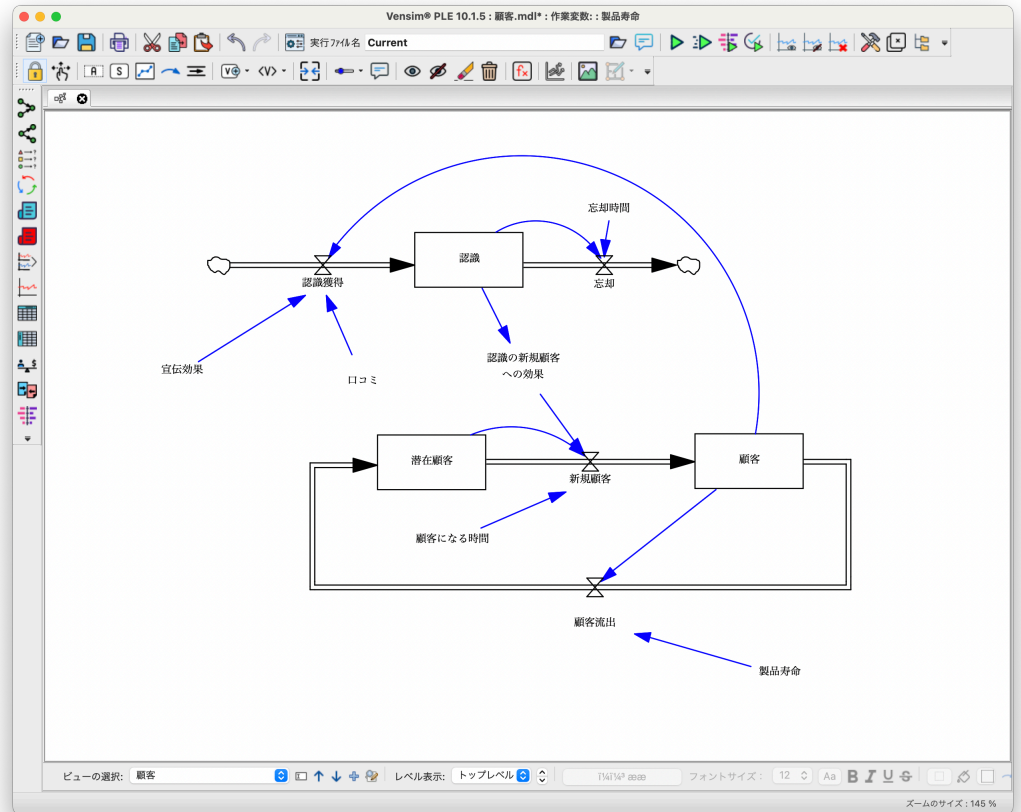 Vensim® PLE 10.1.5 : 顧客.mdl* : 作業変数: : 製品寿命
実行ファイル名 Current
忘却時間
認識
認識獲得
忘却
認識の新規顧客
への効果
宣伝効果
口コミ
潜在顧客
顧客
新規顧客
顧客になる時間
顧客流出
製品寿命
ビューの選択: 顧客 レベル表示: トップレベル ï¼ï¼³ ææ フォントサイズ: 12 Aa B I U S
ズームのサイズ : 145 %